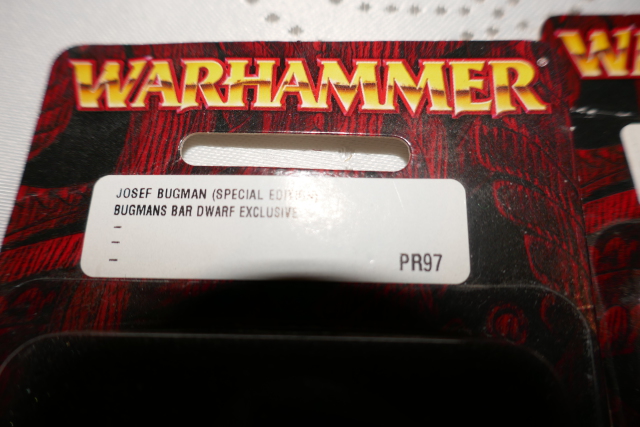 WARHAMMER®
W
JOSEF BUGMAN (SPECIAL EDITION)
BUGMANS BAR DWARF EXCLUSIVE
–
–
–
PR97